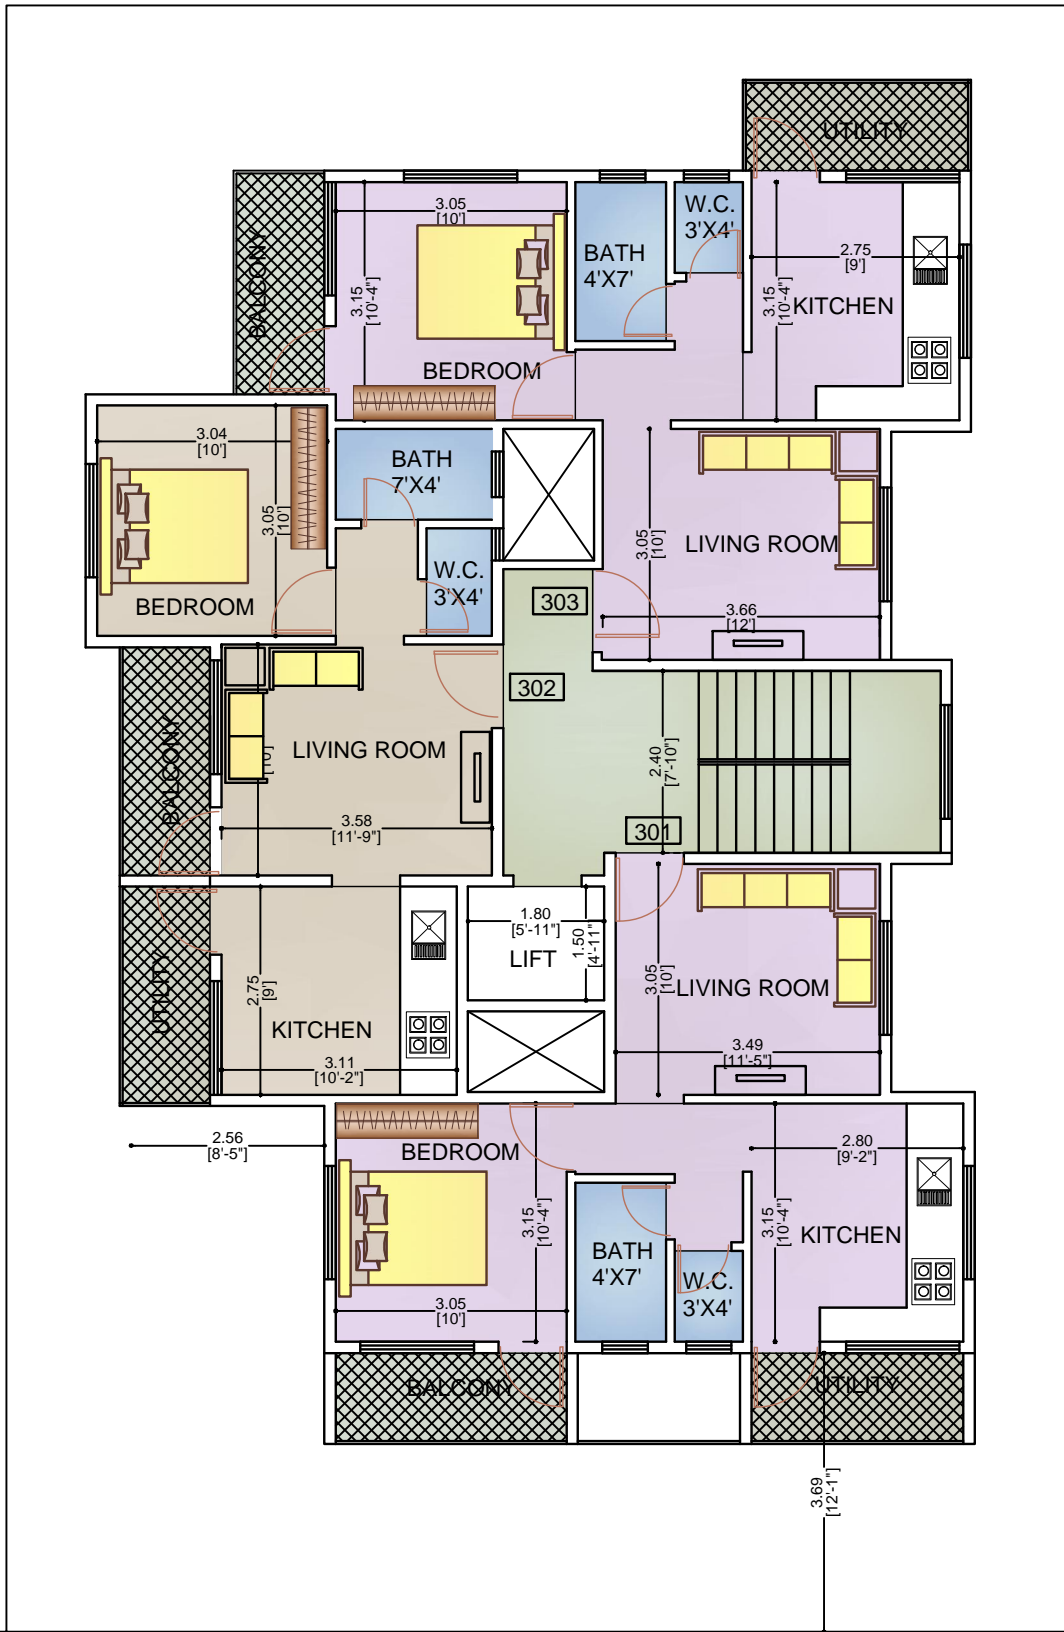 UTILITY
W.C.
3'X4'
3.05
[10']
BATH
4'X7'
2.75
[9']
BALCONY
3.15
[10'-4"]
3.15
[10'-4"]
KITCHEN
BEDROOM
3.04
[10']
BATH
7'X4'
3.05
[10']
3.05
[10']
LIVING ROOM
W.C.
3'X4'
BEDROOM
303
3.66
[12']
302
BALCONY
LIVING ROOM
[10']
2.40
[7'-10"]
3.58
[11'-9"]
301
1.80
[5'-11"]
1.50
[4'-11"]
LIFT
3.05
[10']
LIVING ROOM
UTILITY
2.75
[9']
KITCHEN
3.11
[10'-2"]
3.49
[11'-5"]
2.56
[8'-5"]
BEDROOM
2.80
[9'-2"]
3.15
[10'-4"]
3.15
[10'-4"]
KITCHEN
BATH
4'X7'
W.C.
3'X4'
3.05
[10']
BALCONY
UTILITY
3.69
[12'-1"]